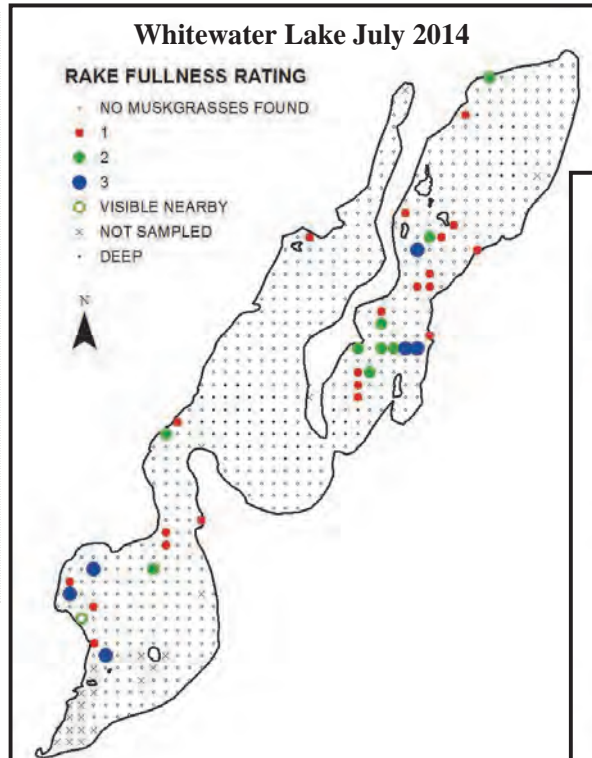 Whitewater Lake July 2014
RAKE FULLNESS RATING
NO MUSKGRASSES FOUND
1
2
3
VISIBLE NEARBY
NOT SAMPLED
DEEP
N